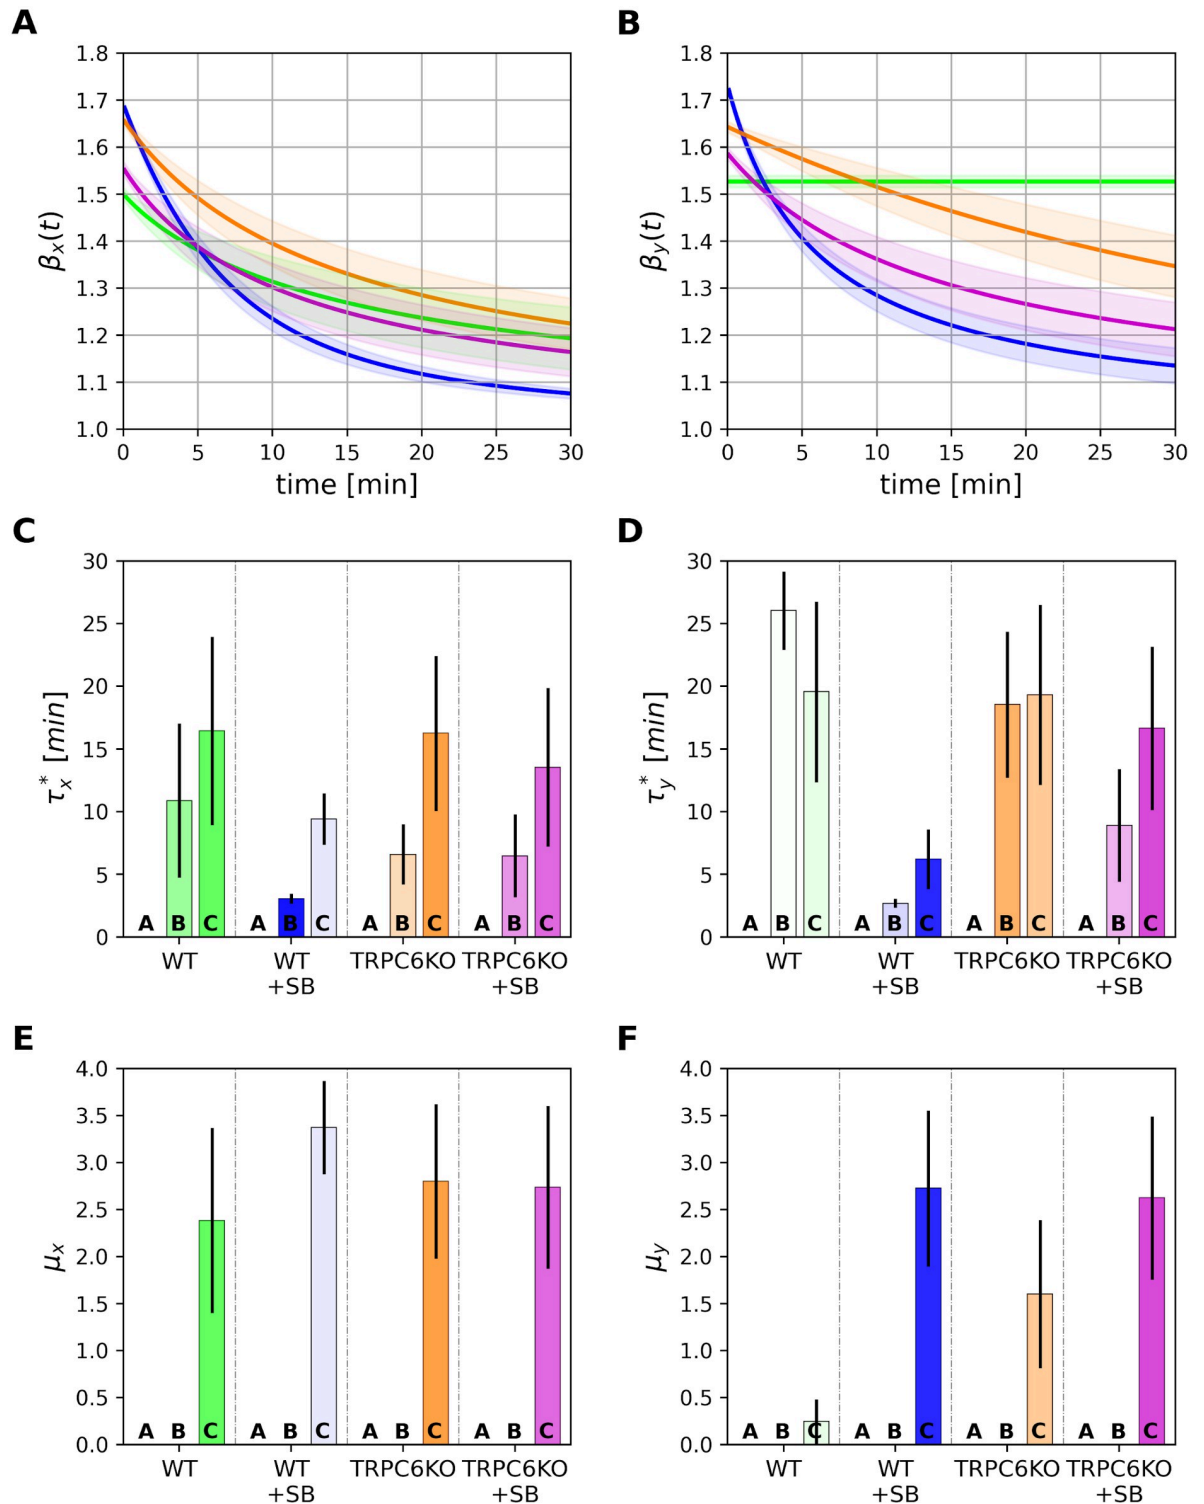 A
B
1.8
1.7
1.6
1.5
1.4
1.3
1.2
1.1
1.0
βx(t)
0 5 10 15 20 25 30
time [min]
1.8
1.7
1.6
1.5
1.4
1.3
1.2
1.1
1.0
βy(t)
0 5 10 15 20 25 30
time [min]
C
D
30
25
20
15
10
5
0
τx* [min]
A B C A B C A B C A B C
WT WT TRPC6KO TRPC6KO
+SB +SB
30
25
20
15
10
5
0
τy* [min]
A B C A B C A B C A B C
WT WT TRPC6KO TRPC6KO
+SB +SB
E
F
4.0
3.5
3.0
2.5
2.0
1.5
1.0
0.5
0.0
μx
A B C A B C A B C A B C
WT WT TRPC6KO TRPC6KO
+SB +SB
4.0
3.5
3.0
2.5
2.0
1.5
1.0
0.5
0.0
μy
A B C A B C A B C A B C
WT WT TRPC6KO TRPC6KO
+SB +SB